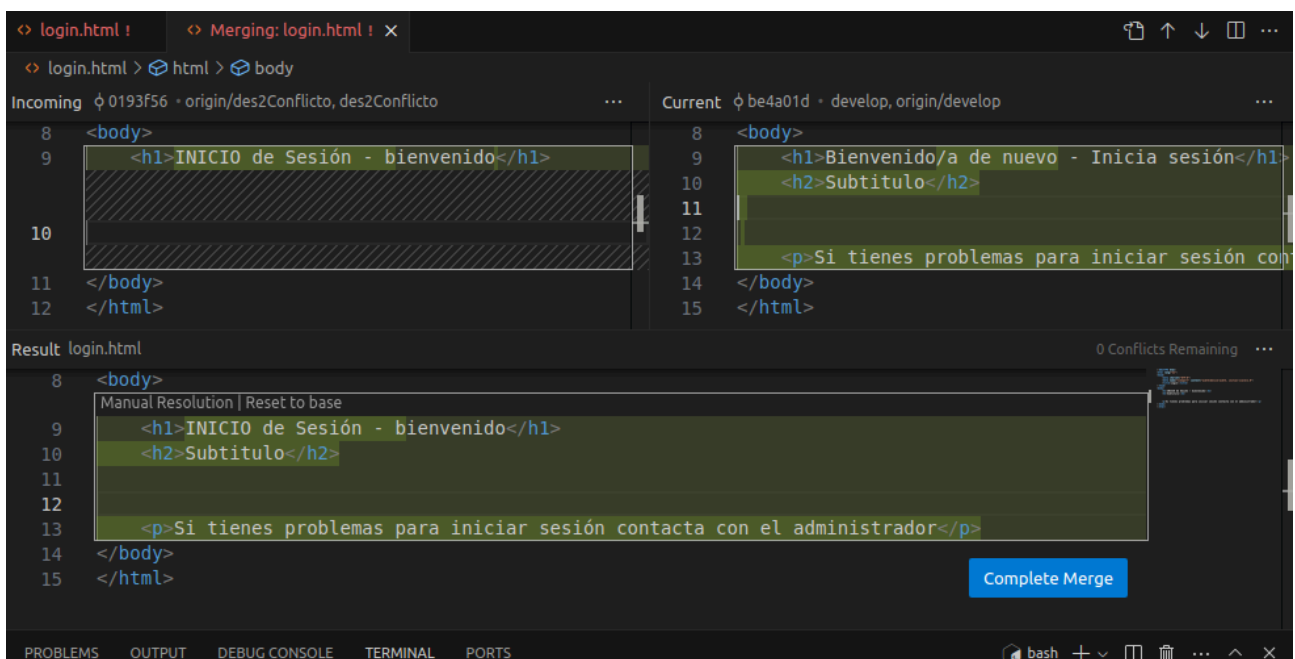 login.html !
Merging: login.html !
login.html > html > body
Incoming 0193f56 • origin/des2Conflicto, des2Conflicto
8 <body>
9 <h1>INICIO de Sesión - bienvenido</h1>
10
11 </body>
12 </html>
Current be4a01d • develop, origin/develop
8 <body>
9 <h1>Bienvenido/a de nuevo - Inicia sesión</h1>
10 <h2>Subtitulo</h2>
11
12
13 <p>Si tienes problemas para iniciar sesión
14 </body>
15 </html>
Result login.html
0 Conflicts Remaining
8 <body>
Manual Resolution | Reset to base
9 <h1>INICIO de Sesión - bienvenido</h1>
10 <h2>Subtitulo</h2>
11
12
13 <p>Si tienes problemas para iniciar sesión contacta con el administrador</p>
14 </body>
15 </html>
Complete Merge
PROBLEMS OUTPUT DEBUG CONSOLE TERMINAL PORTS
bash